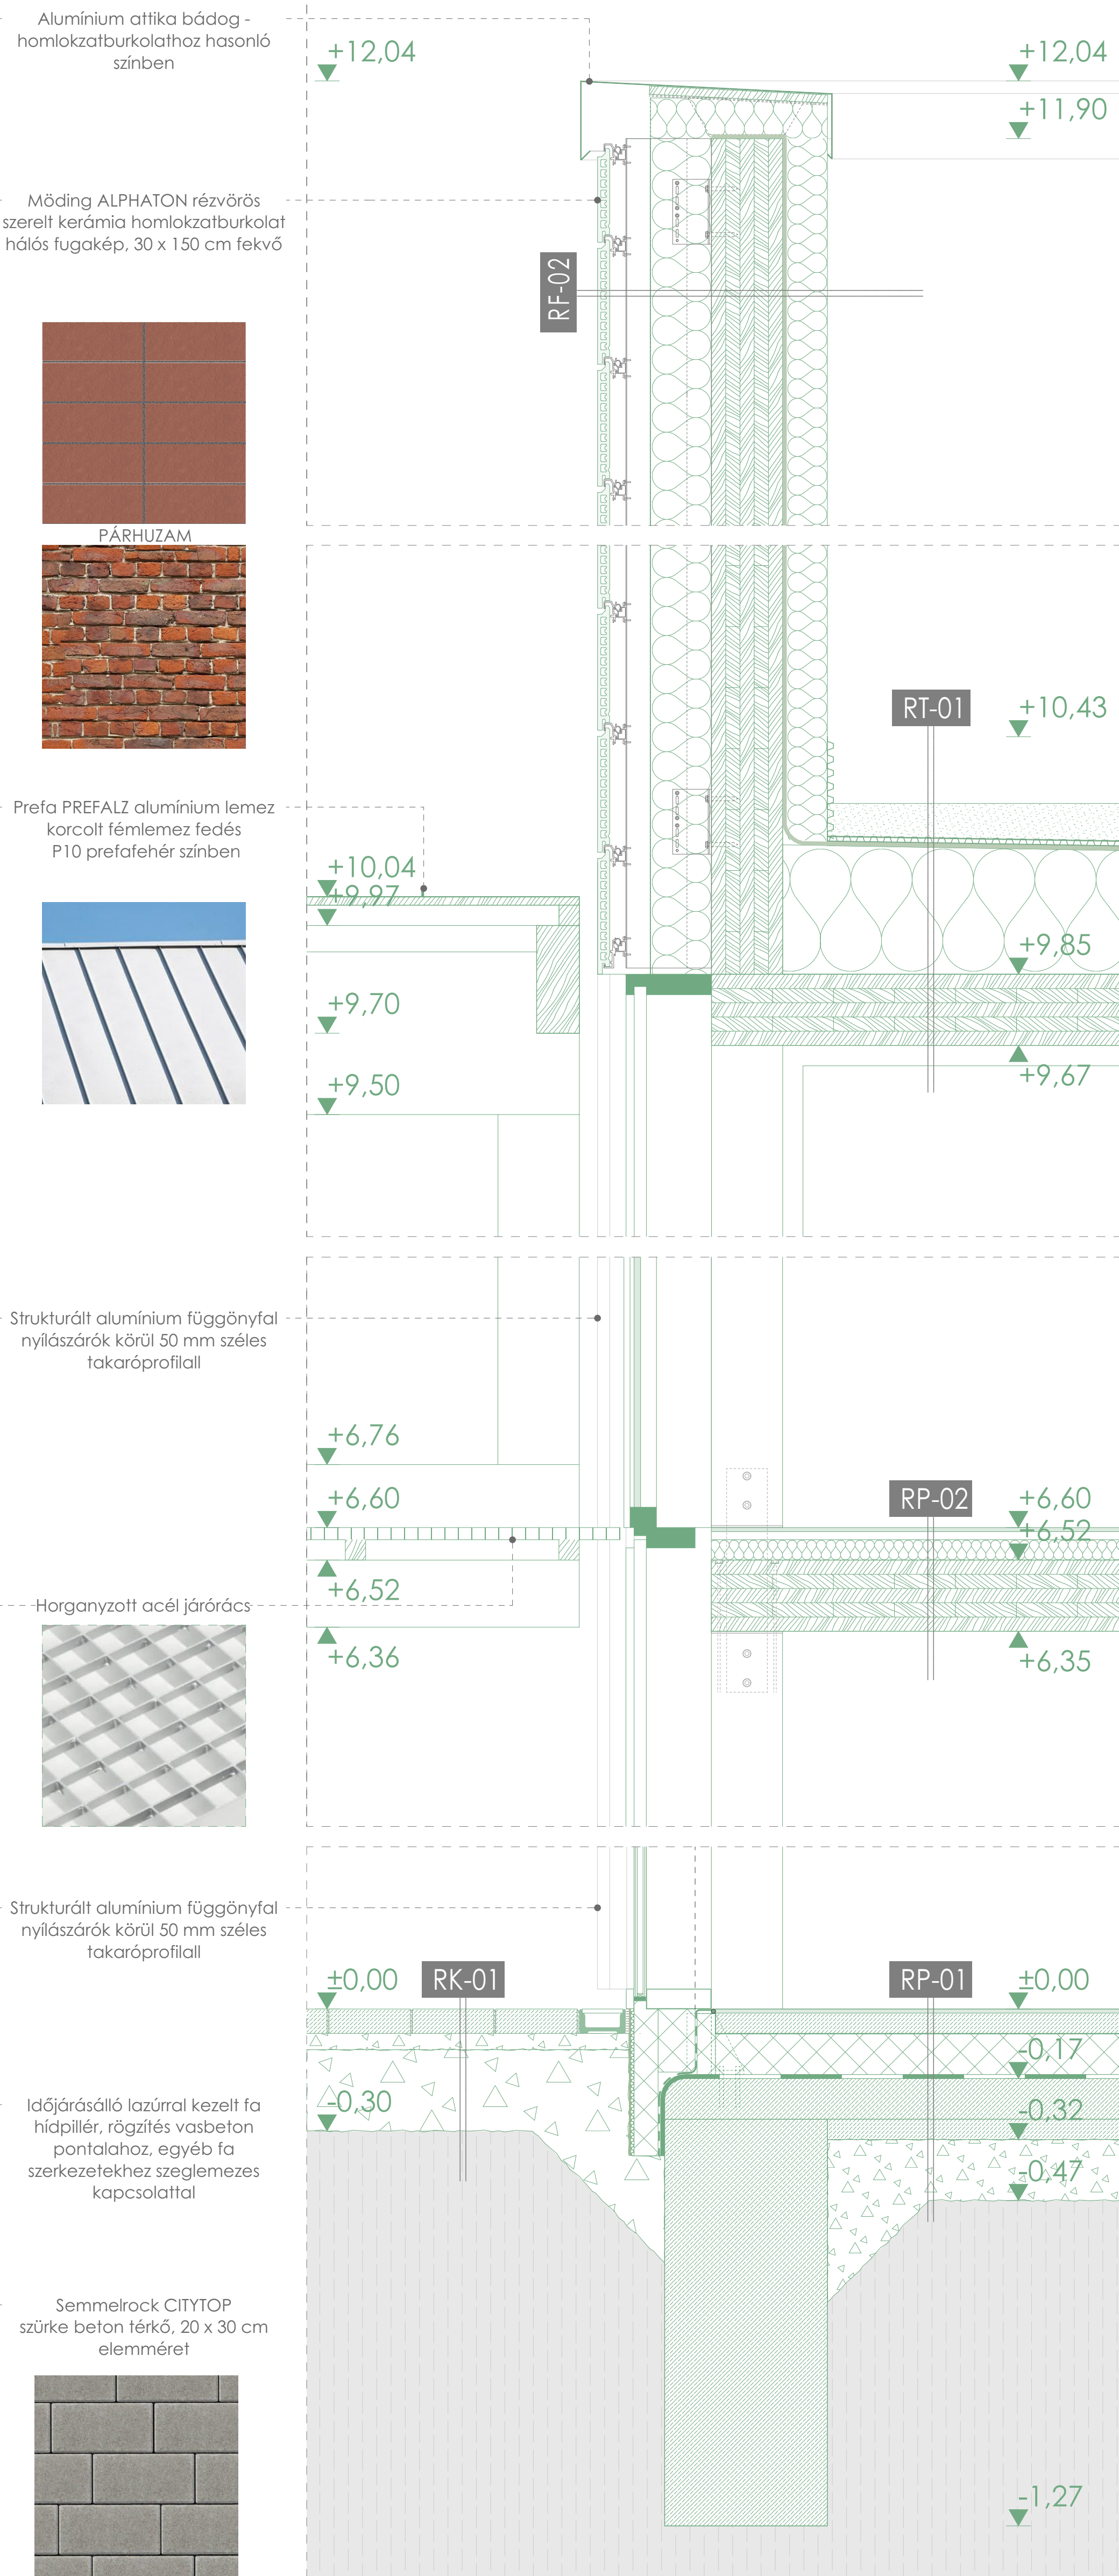 Alumínium attika bádog -
homlokzatburkolathoz hasonló
színben
+12,04
+12,04
+11,90
Möding ALPHATON rézvörös
szerelt kerámia homlokzatburkolat
hálós fugakép, 30 x 150 cm fekvő
RF-02
PÁRHUZAM
RT-01
+10,43
Prefa PREFALZ alumínium lemez
korcolt fémlemez fedés
P10 prefafehér színben
+10,04
+9,97
+9,85
+9,70
+9,67
+9,50
Strukturált alumínium függönyfal
nyílászárók körül 50 mm széles
takaróprofilall
+6,76
+6,60
RP-02
+6,60
+6,52
+6,52
Horganyzott acél járórács
+6,36
+6,35
Strukturált alumínium függönyfal
nyílászárók körül 50 mm széles
takaróprofilall
±0,00
RK-01
RP-01
±0,00
-0,17
-0,30
-0,32
-0,47
Időjárásálló lazúrral kezelt fa
hídpillér, rögzítés vasbeton
pontalahoz, egyéb fa
szerkezetekhez szeglemezes
kapcsolattal
Semmelrock CITYTOP
szürke beton térkő, 20 x 30 cm
elemméret
-1,27